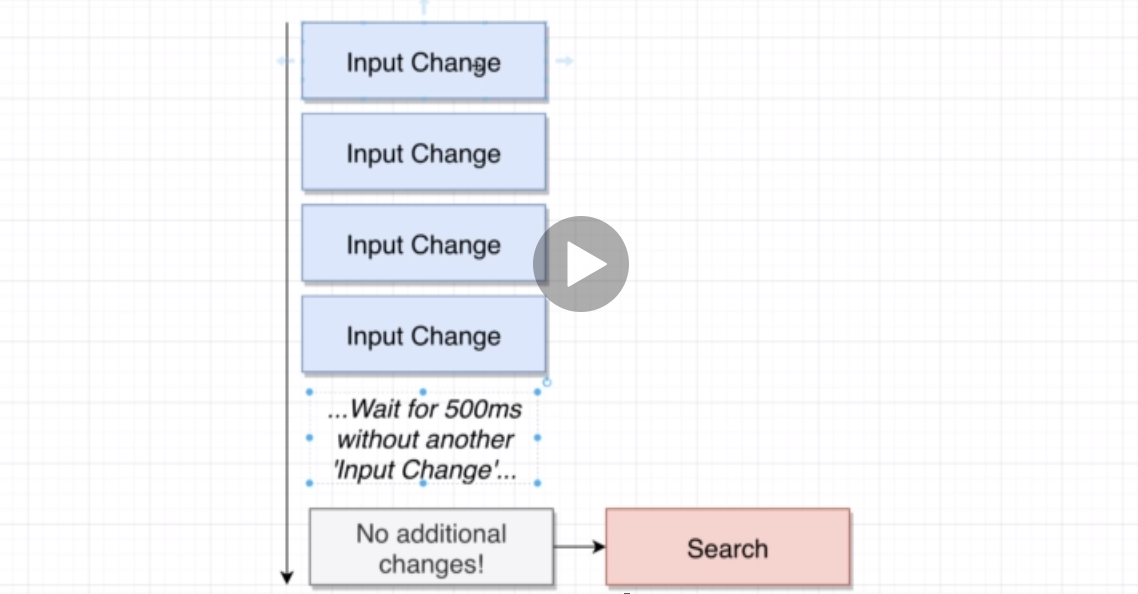 Input Change
Input Change
Input Change
Input Change
...Wait for 500ms
without another
'Input Change'...
No additional
changes!
Search